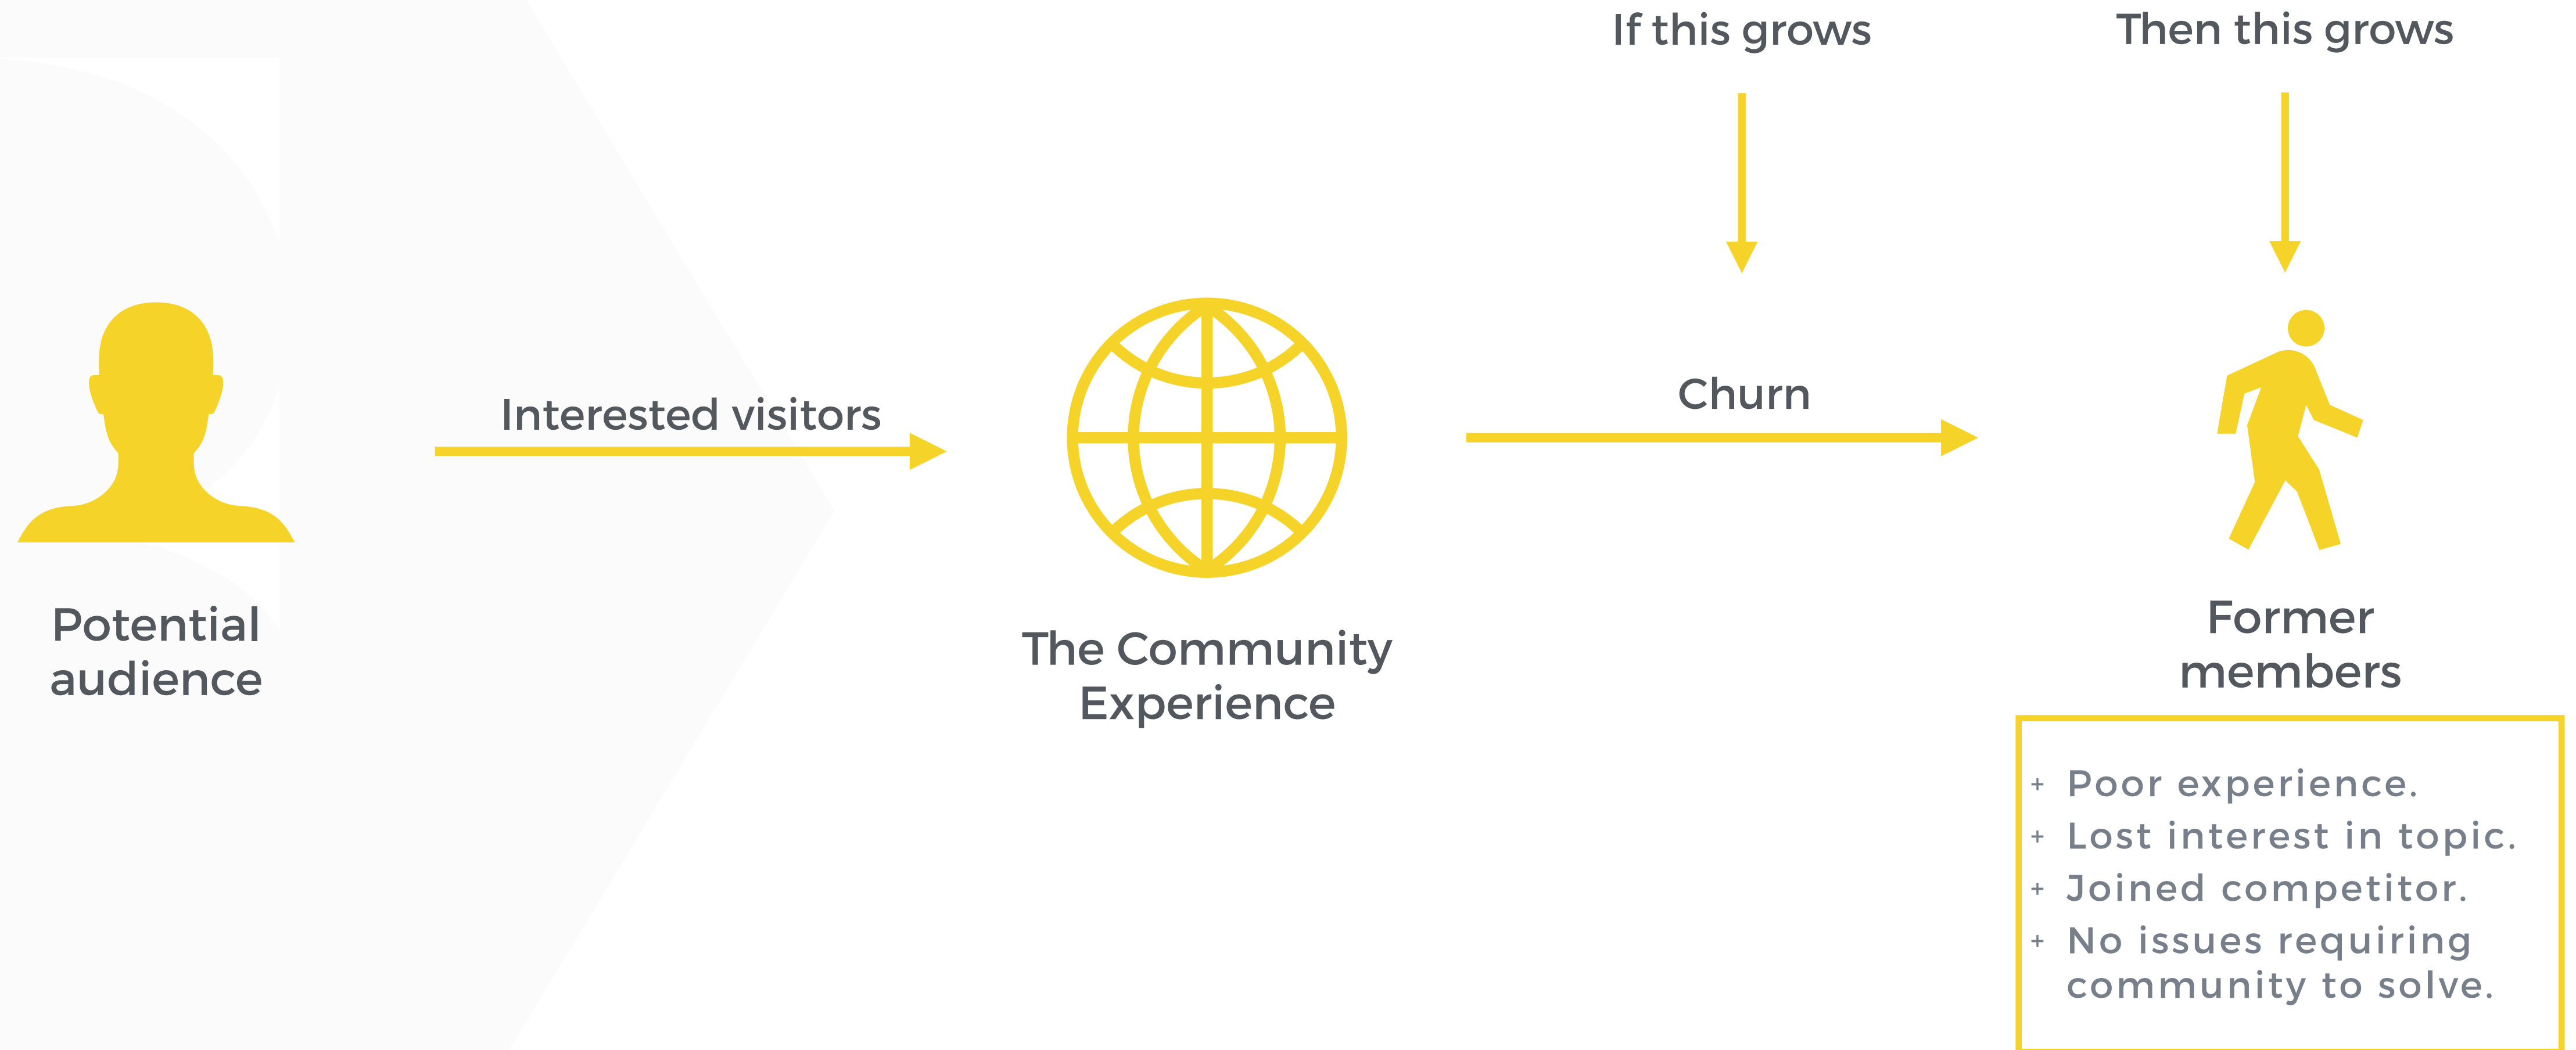 If this grows
Then this grows
Interested visitors
Churn
Potential
audience
The Community
Experience
Former
members
+ Poor experience.
+ Lost interest in topic.
+ Joined competitor.
+ No issues requiring
community to solve.